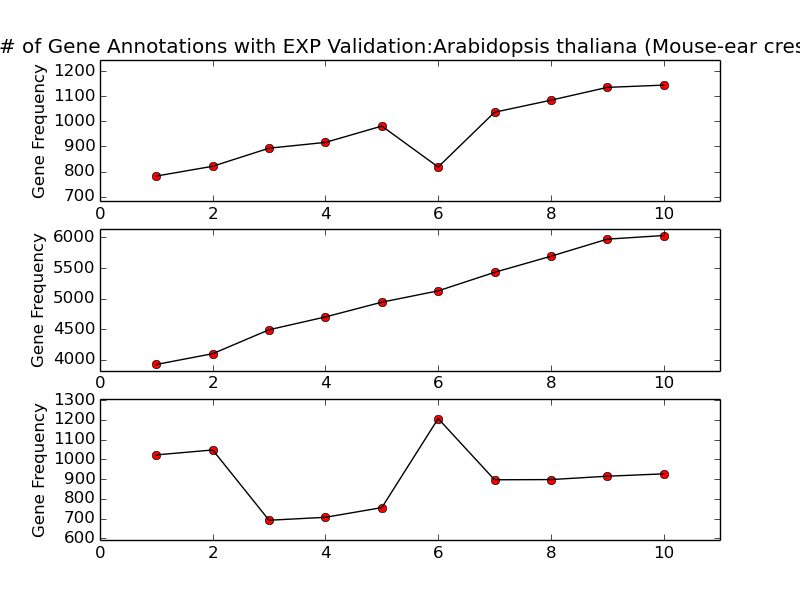 # of Gene Annotations with EXP Validation:Arabidopsis thaliana (Mouse-ear cres
1200
1100
1000
900
800
700
Gene Frequency
0 2 4 6 8 10
6000
5500
5000
4500
4000
Gene Frequency
0 2 4 6 8 10
1300
1200
1100
1000
900
800
700
600
Gene Frequency
0 2 4 6 8 10